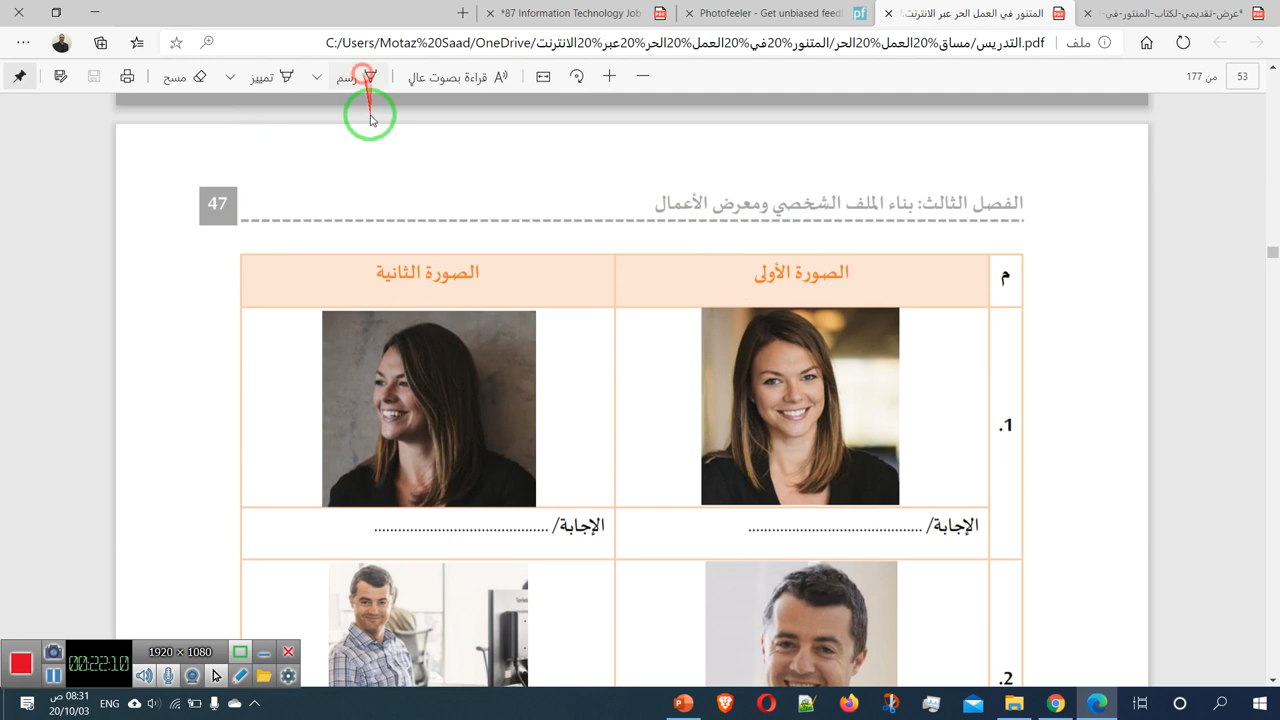 *87 Information Technology Job
Photofeeler - Get unbiased feedl
المتنور في العمل الحر عبر الانترنت
*عرض-تقديمي-لكتاب-المتنور-في
ملف
C:/Users/Motaz%20Saad/OneDrive/التدريس/مساق%20العمل%20الحر/المتنور%20في%20العمل%20الحر%20عبر%20الانترنت.pdf
53 من 177
قراءة بصوت عالٍ
رسم
تمييز
مسح
الفصل الثالث: بناء الملف الشخصي ومعرض الأعمال
47
م الصورة الأولى الصورة الثانية
.1
الإجابة/ ............................................ الإجابة/ ............................................
.2
1920 × 1080
00:22:10
08:31 ص
ENG
20/10/03